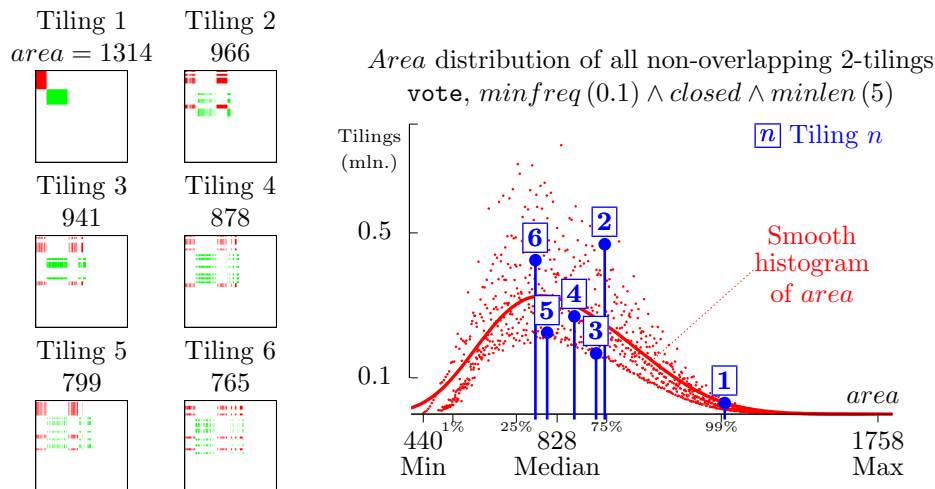 Tiling 1
area = 1314
Tiling 2
966
Tiling 3
941
Tiling 4
878
Tiling 5
799
Tiling 6
765
Area distribution of all non-overlapping 2-tilings
vote, minfreq (0.1) ∧ closed ∧ minlen (5)
Tilings
(mln.)
n Tiling n
0.5
0.1
6
2
5
4
3
1
Smooth
histogram
of area
area
1% 25% 75% 99%
440 828 1758
Min Median Max